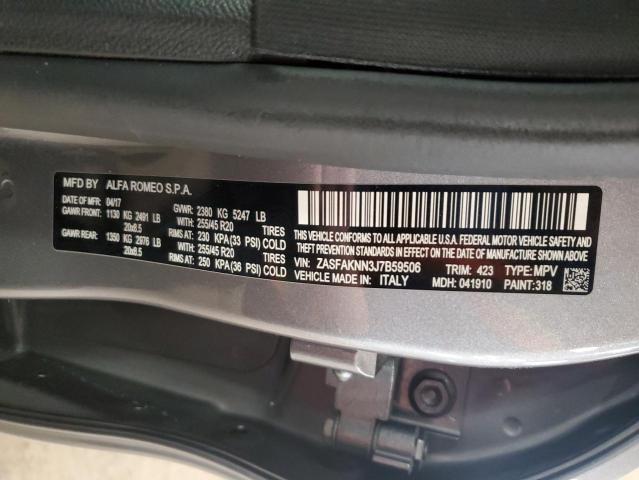 MFD BY ALFA ROMEO S.P.A.
DATE OF MFR 04/17 GVWR: 2380 KG 5247 LB
GAWR FRONT: 1130 KG 2491 LB WITH 255/45 R20 TIRES
20x8.5 RIMS AT: 230 KPA(33 PSI) COLD
GAWR REAR: 1350 KG 2976 LB WITH 255/45 R20 TIRES
20x8.5 RIMS AT: 250 KPA (36 PSI) COLD
THIS VEHICLE CONFORMS TO ALL APPLICABLE U.S.A. FEDERAL MOTOR VEHICLE SAFETY AND
THEFT PREVENTION STANDARDS IN EFFECT ON THE DATE OF MANUFACTURE SHOWN ABOVE
VIN: ZASFAKNN3J7B59506 TRIM: 423 TYPE: MPV
VEHICLE MADE IN: ITALY MDH: 041910 PAINT: 318